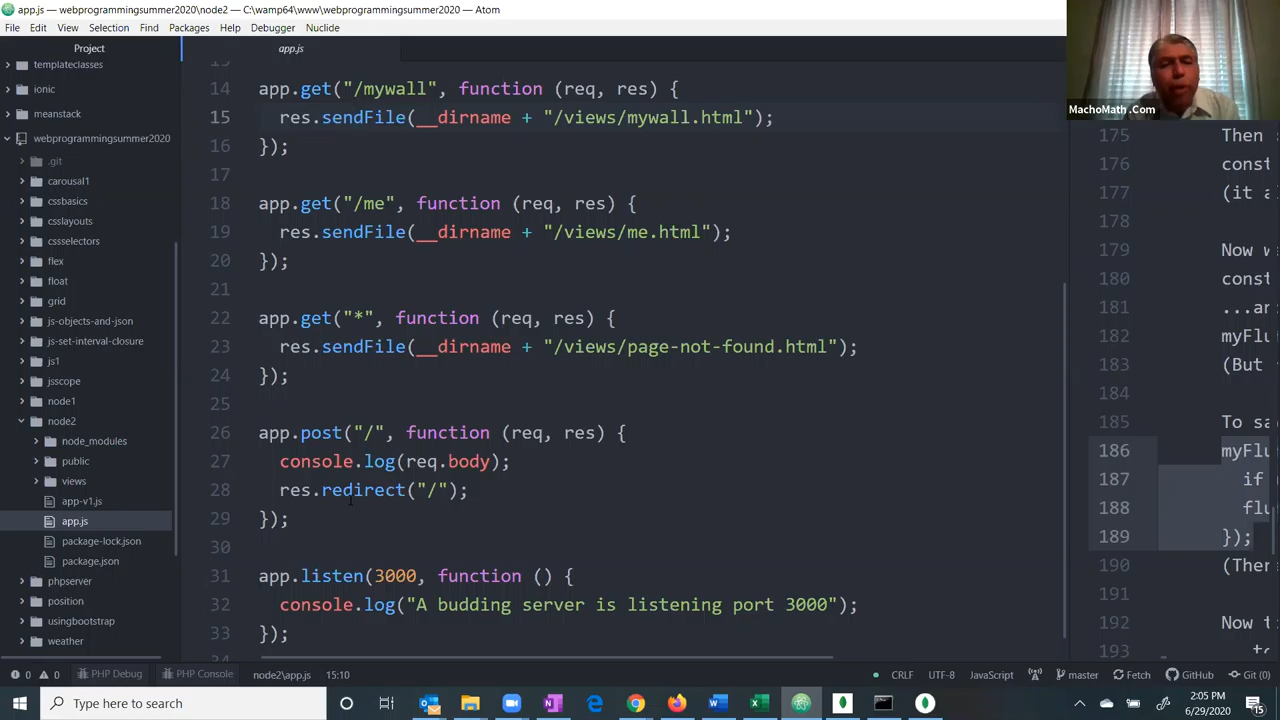 app.js — webprogrammingsummer2020\node2 — C:\wamp64\www\webprogrammingsummer2020 — Atom
File Edit View Selection Find Packages Help Debugger Nuclide
MachoMath .Com
Project
templateclasses
ionic
meanstack
webprogrammingsummer2020
.git
carousal1
cssbasics
csslayouts
cssselectors
flex
float
grid
js-objects-and-json
js-set-interval-closure
js1
jsscope
node1
node2
node_modules
public
views
app-v1.js
app.js
package-lock.json
package.json
phpserver
position
usingbootstrap
weather
app.js
14 app.get("/mywall", function (req, res) {
15 res.sendFile(__dirname + "/views/mywall.html");
16 });
17
18 app.get("/me", function (req, res) {
19 res.sendFile(__dirname + "/views/me.html");
20 });
21
22 app.get("*", function (req, res) {
23 res.sendFile(__dirname + "/views/page-not-found.html");
24 });
25
26 app.post("/", function (req, res) {
27 console.log(req.body);
28 res.redirect("/");
29 });
30
31 app.listen(3000, function () {
32 console.log("A budding server is listening port 3000");
33 });
175 Then
176 const
177 (it a
178
179 Now w
180 const
181 ...an
182 myFlu
183 (But
184
185 To sa
186 myFlu
187 if
188 flu
189 });
190 (Ther
191
192 Now t
193
0 0 PHP Debug PHP Console node2\app.js 15:10 CRLF UTF-8 JavaScript master Fetch GitHub Git (0)
Type here to search
2:05 PM
6/29/2020
15